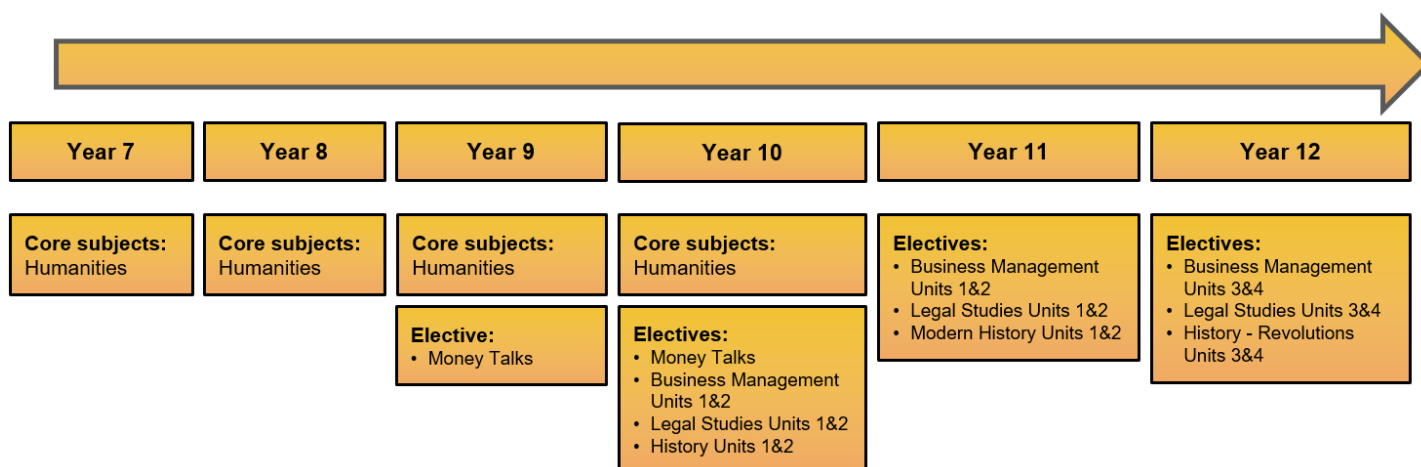 Year 7
Year 8
Year 9
Year 10
Year 11
Year 12
Core subjects:
Humanities
Core subjects:
Humanities
Core subjects:
Humanities
Elective:
• Money Talks
Core subjects:
Humanities
Electives:
• Money Talks
• Business Management
Units 1&2
• Legal Studies Units 1&2
• History Units 1&2
Electives:
• Business Management
Units 1&2
• Legal Studies Units 1&2
• Modern History Units 1&2
Electives:
• Business Management
Units 3&4
• Legal Studies Units 3&4
• History - Revolutions
Units 3&4